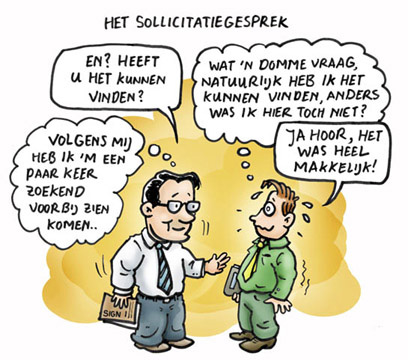 HET SOLLICITATIEGESPREK
EN? HEEFT
U HET KUNNEN
VINDEN?
VOLGENS MIJ
HEB IK 'M EEN
PAAR KEER
ZOEKEND
VOORBIJ ZIEN
KOMEN..
WAT 'N DOMME VRAAG,
NATUURLIJK HEB IK HET
KUNNEN VINDEN, ANDERS
WAS IK HIER TOCH NIET?
JA HOOR, HET
WAS HEEL
MAKKELIJK!
SIGN